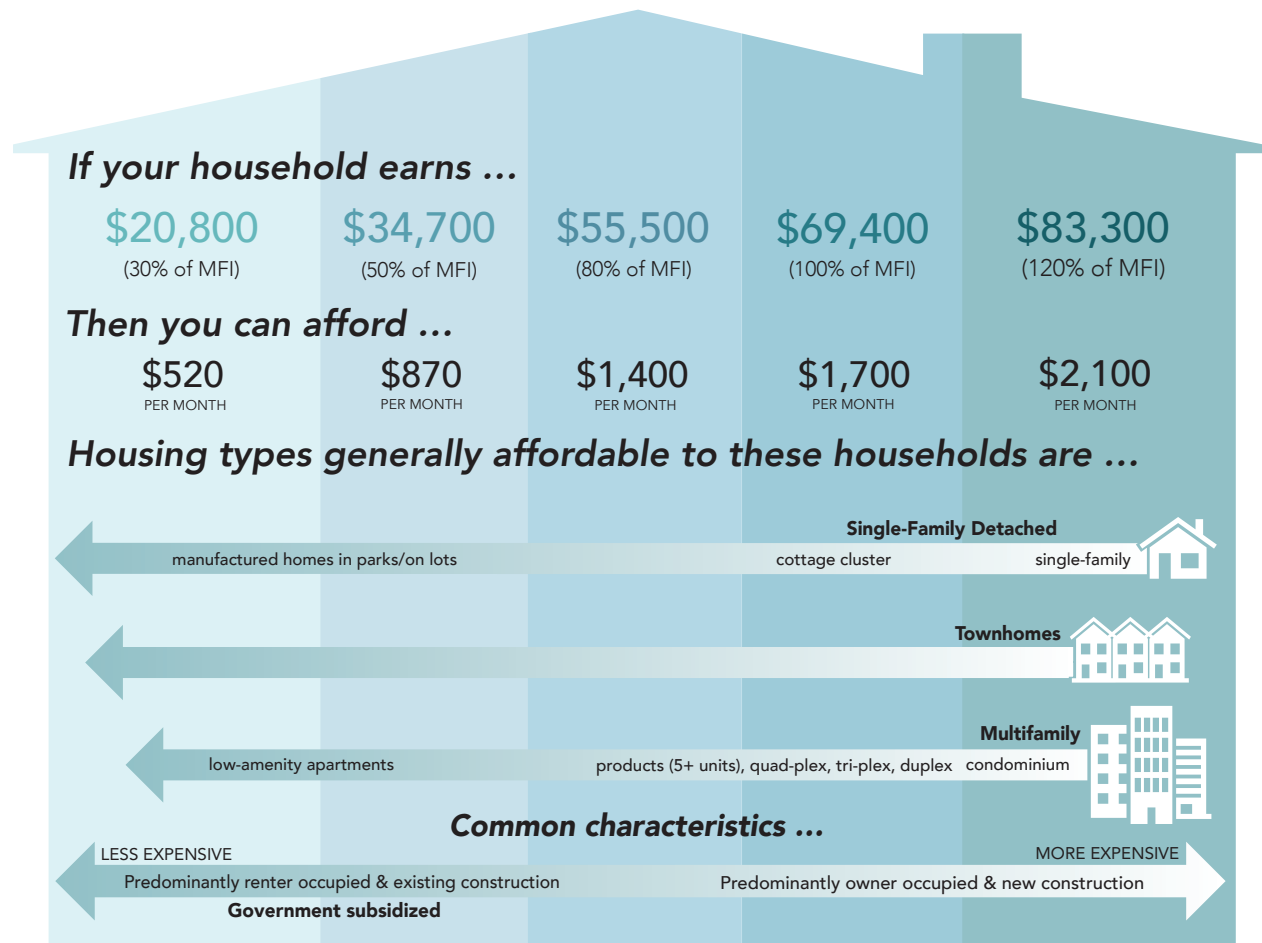 If your household earns ...
$20,800 $34,700 $55,500 $69,400 $83,300
(30% of MFI) (50% of MFI) (80% of MFI) (100% of MFI) (120% of MFI)
Then you can afford ...
$520 $870 $1,400 $1,700 $2,100
PER MONTH PER MONTH PER MONTH PER MONTH PER MONTH
Housing types generally affordable to these households are ...
Single-Family Detached
manufactured homes in parks/on lots cottage cluster single-family
Townhomes
Multifamily
low-amenity apartments products (5+ units), quad-plex, tri-plex, duplex condominium
Common characteristics ...
LESS EXPENSIVE MORE EXPENSIVE
Predominantly renter occupied & existing construction Predominantly owner occupied & new construction
Government subsidized